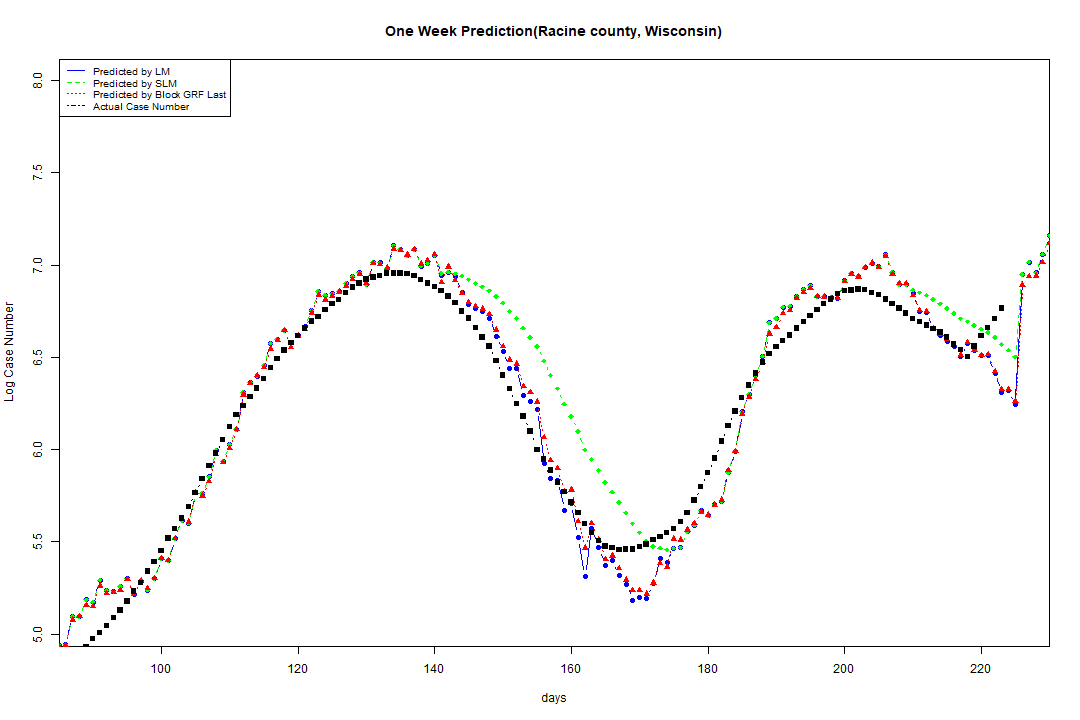 One Week Prediction(Racine county, Wisconsin)
Predicted by LM
Predicted by SLM
Predicted by Block GRF Last
Actual Case Number
Log Case Number
8.0
7.5
7.0
6.5
6.0
5.5
5.0
100 120 140 160 180 200 220
days